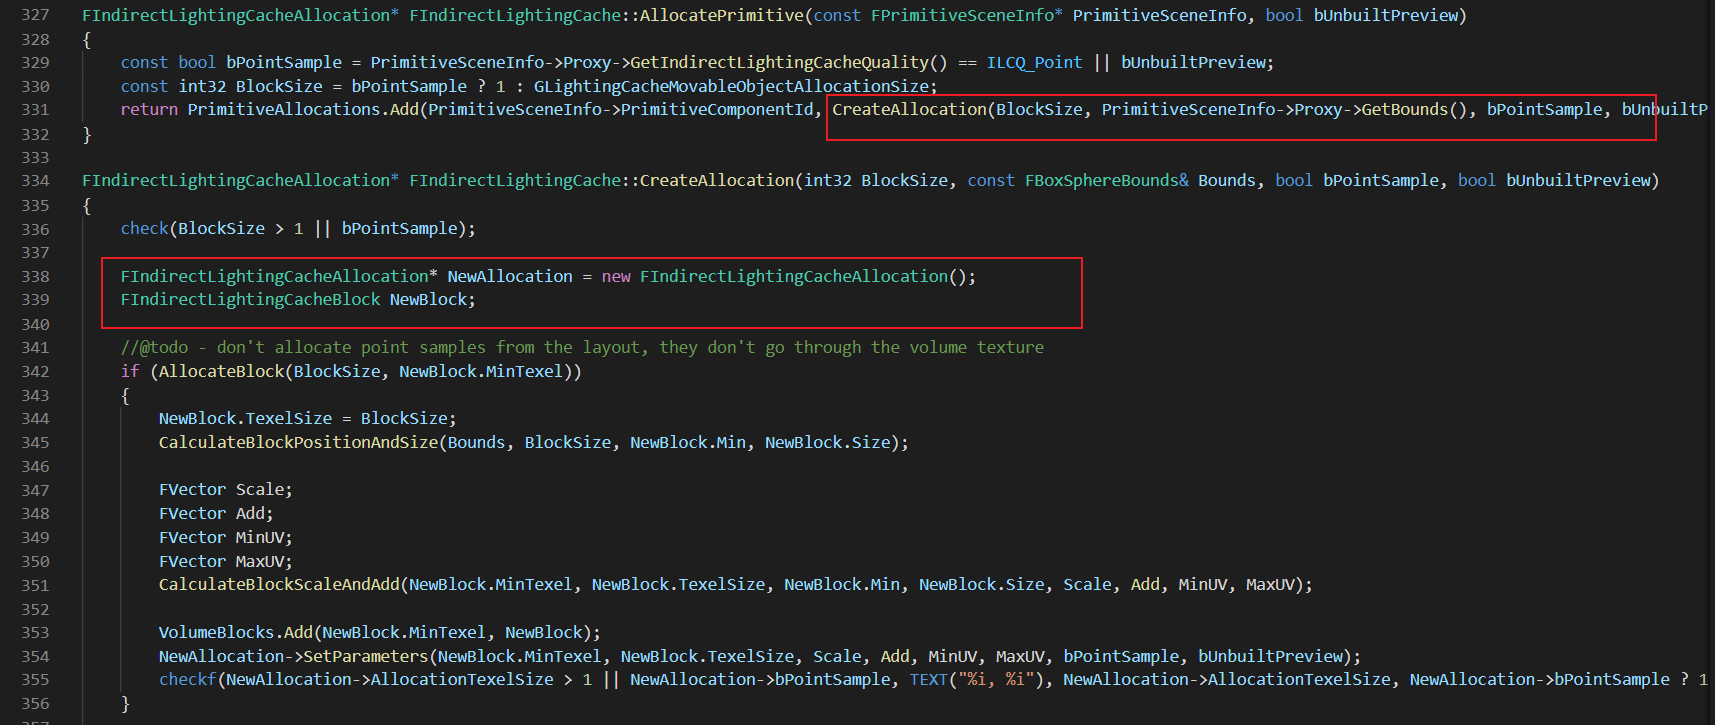 327 FIndirectLightingCacheAllocation* FIndirectLightingCache::AllocatePrimitive(const FPrimitiveSceneInfo* PrimitiveSceneInfo, bool bUnbuiltPreview)
328 {
329     const bool bPointSample = PrimitiveSceneInfo->Proxy->GetIndirectLightingCacheQuality() == ILCQ_Point || bUnbuiltPreview;
330     const int32 BlockSize = bPointSample ? 1 : GLightingCacheMovableObjectAllocationSize;
331     return PrimitiveAllocations.Add(PrimitiveSceneInfo->PrimitiveComponentId, CreateAllocation(BlockSize, PrimitiveSceneInfo->Proxy->GetBounds(), bPointSample, bUnbuiltP
332 }
333
334 FIndirectLightingCacheAllocation* FIndirectLightingCache::CreateAllocation(int32 BlockSize, const FBoxSphereBounds& Bounds, bool bPointSample, bool bUnbuiltPreview)
335 {
336     check(BlockSize > 1 || bPointSample);
337
338     FIndirectLightingCacheAllocation* NewAllocation = new FIndirectLightingCacheAllocation();
339     FIndirectLightingCacheBlock NewBlock;
340
341     //@todo - don't allocate point samples from the layout, they don't go through the volume texture
342     if (AllocateBlock(BlockSize, NewBlock.MinTexel))
343     {
344         NewBlock.TexelSize = BlockSize;
345         CalculateBlockPositionAndSize(Bounds, BlockSize, NewBlock.Min, NewBlock.Size);
346
347         FVector Scale;
348         FVector Add;
349         FVector MinUV;
350         FVector MaxUV;
351         CalculateBlockScaleAndAdd(NewBlock.MinTexel, NewBlock.TexelSize, NewBlock.Min, NewBlock.Size, Scale, Add, MinUV, MaxUV);
352
353         VolumeBlocks.Add(NewBlock.MinTexel, NewBlock);
354         NewAllocation->SetParameters(NewBlock.MinTexel, NewBlock.TexelSize, Scale, Add, MinUV, MaxUV, bPointSample, bUnbuiltPreview);
355         checkf(NewAllocation->AllocationTexelSize > 1 || NewAllocation->bPointSample, TEXT("%i, %i"), NewAllocation->AllocationTexelSize, NewAllocation->bPointSample ? 1
356     }